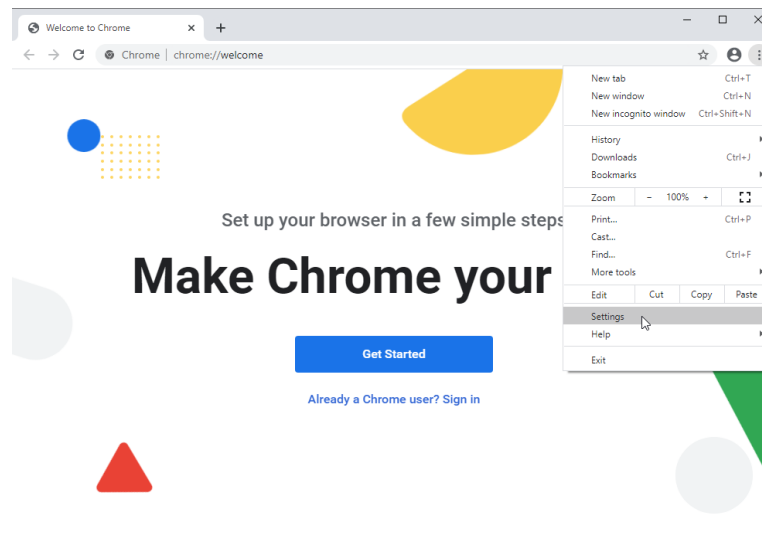 Welcome to Chrome
Chrome | chrome://welcome
New tab Ctrl+T
New window Ctrl+N
New incognito window Ctrl+Shift+N
History
Downloads Ctrl+J
Bookmarks
Zoom - 100% +
Print... Ctrl+P
Cast...
Find... Ctrl+F
More tools
Edit Cut Copy Paste
Settings
Help
Exit
Set up your browser in a few simple steps
Make Chrome your
Get Started
Already a Chrome user? Sign in